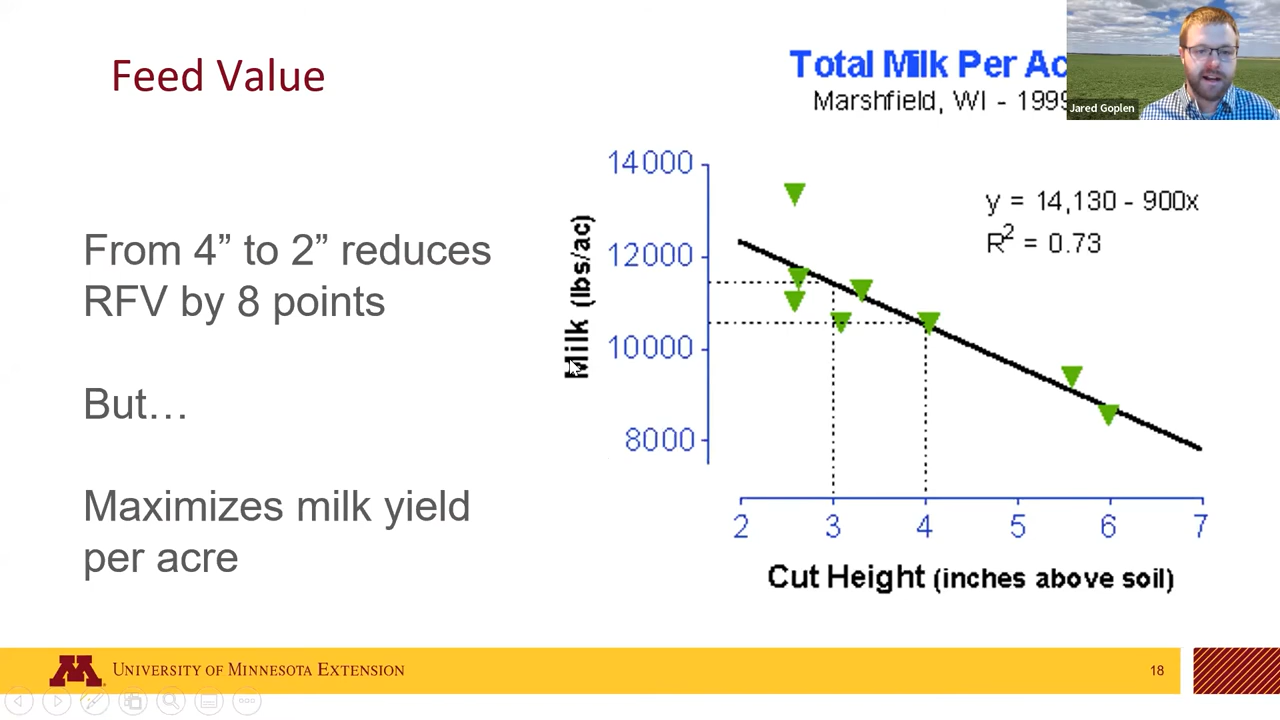 Feed Value
From 4” to 2” reduces
RFV by 8 points
But…
Maximizes milk yield
per acre
Total Milk Per Ac
Marshfield, WI - 1999
Jared Goplen
y = 14,130 - 900x
R² = 0.73
Milk (lbs/ac)
14000
12000
10000
8000
2 3 4 5 6 7
Cut Height (inches above soil)
M
UNIVERSITY OF MINNESOTA EXTENSION
18